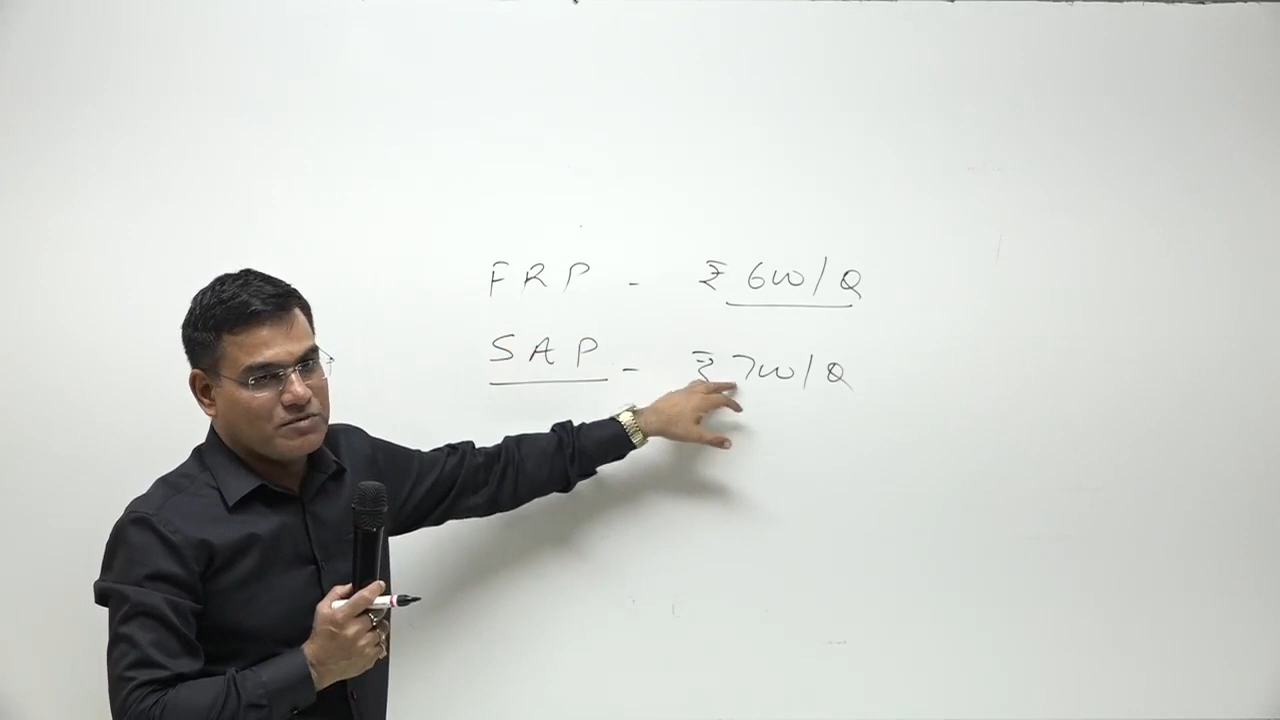 FRP - ₹ 600/Q
SAP - ₹ 700/Q